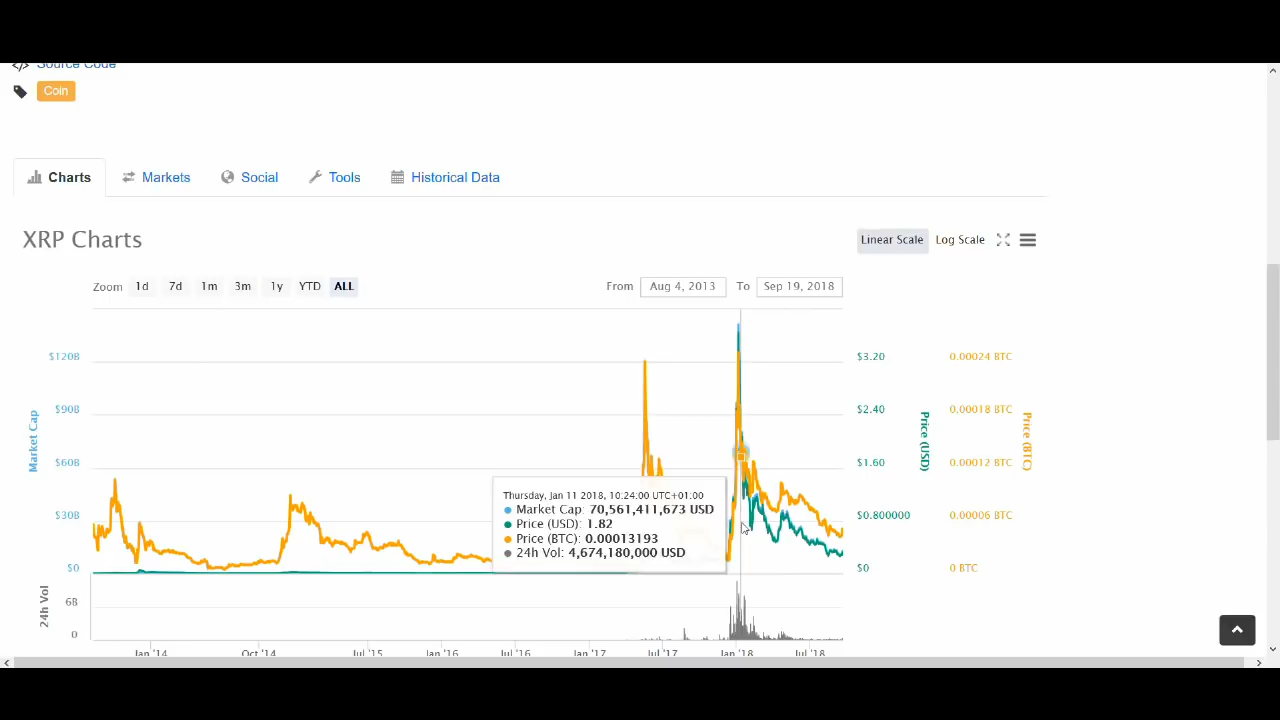 Source Code
Coin
Charts Markets Social Tools Historical Data
XRP Charts
Linear Scale Log Scale
Zoom 1d 7d 1m 3m 1y YTD ALL From Aug 4, 2013 To Sep 19, 2018
$120B $3.20 0.00024 BTC
$90B $2.40 0.00018 BTC
Market Cap
Price (USD)
Price (BTC)
$60B $1.60 0.00012 BTC
Thursday, Jan 11 2018, 10:24:00 UTC+01:00
Market Cap: 70,561,411,673 USD
$30B $0.800000 0.00006 BTC
Price (USD): 1.82
Price (BTC): 0.00013193
24h Vol: 4,674,180,000 USD
$0 $0 0 BTC
24h Vol
6B
0
Jan '14 Oct '14 Jul '15 Jan '16 Jul '16 Jan '17 Jul '17 Jan '18 Jul '18